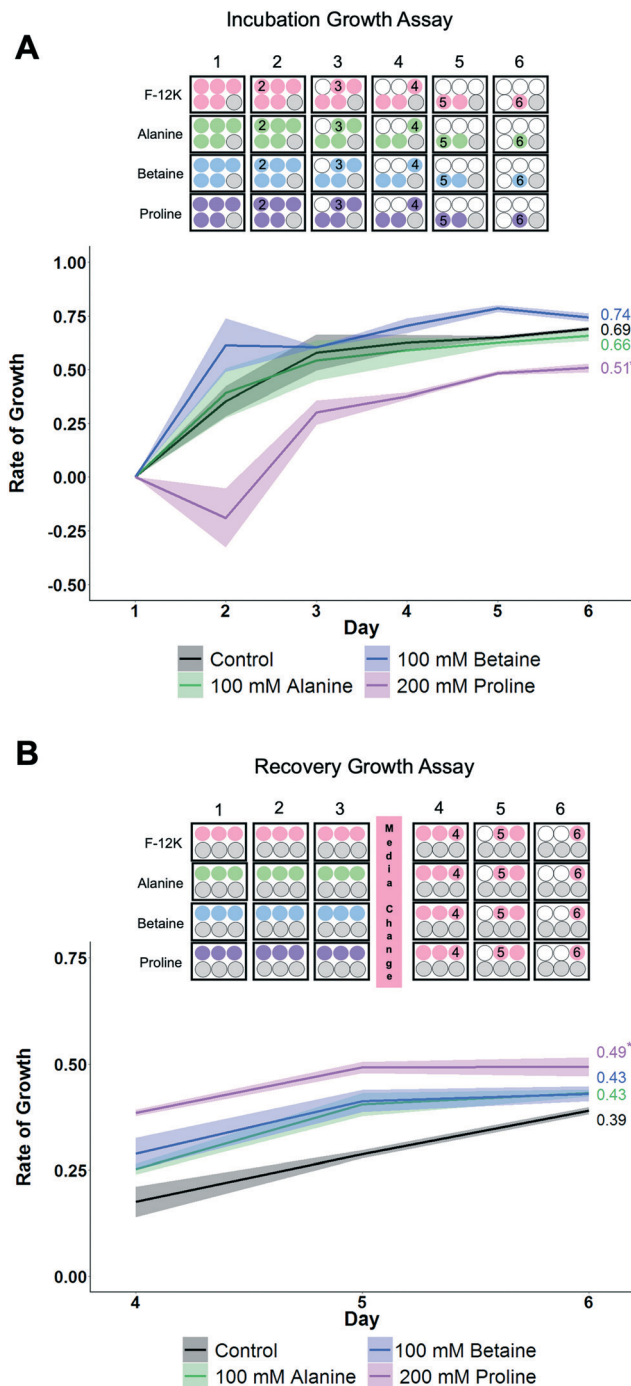 A
Incubation Growth Assay
1 2 3 4 5 6
F-12K 2 3 4 5 6
Alanine 2 3 4 5 6
Betaine 2 3 4 5 6
Proline 2 3 4 5 6
Rate of Growth
1.00
0.75
0.50
0.25
0.00
-0.25
-0.50
0.74
0.69
0.66
0.51
1 2 3 4 5 6
Day
Control 100 mM Betaine
100 mM Alanine 200 mM Proline
B
Recovery Growth Assay
1 2 3 4 5 6
Media Change
F-12K 4 5 6
Alanine 4 5 6
Betaine 4 5 6
Proline 4 5 6
Rate of Growth
0.75
0.50
0.25
0.00
0.49*
0.43
0.43
0.39
4 5 6
Day
Control 100 mM Betaine
100 mM Alanine 200 mM Proline